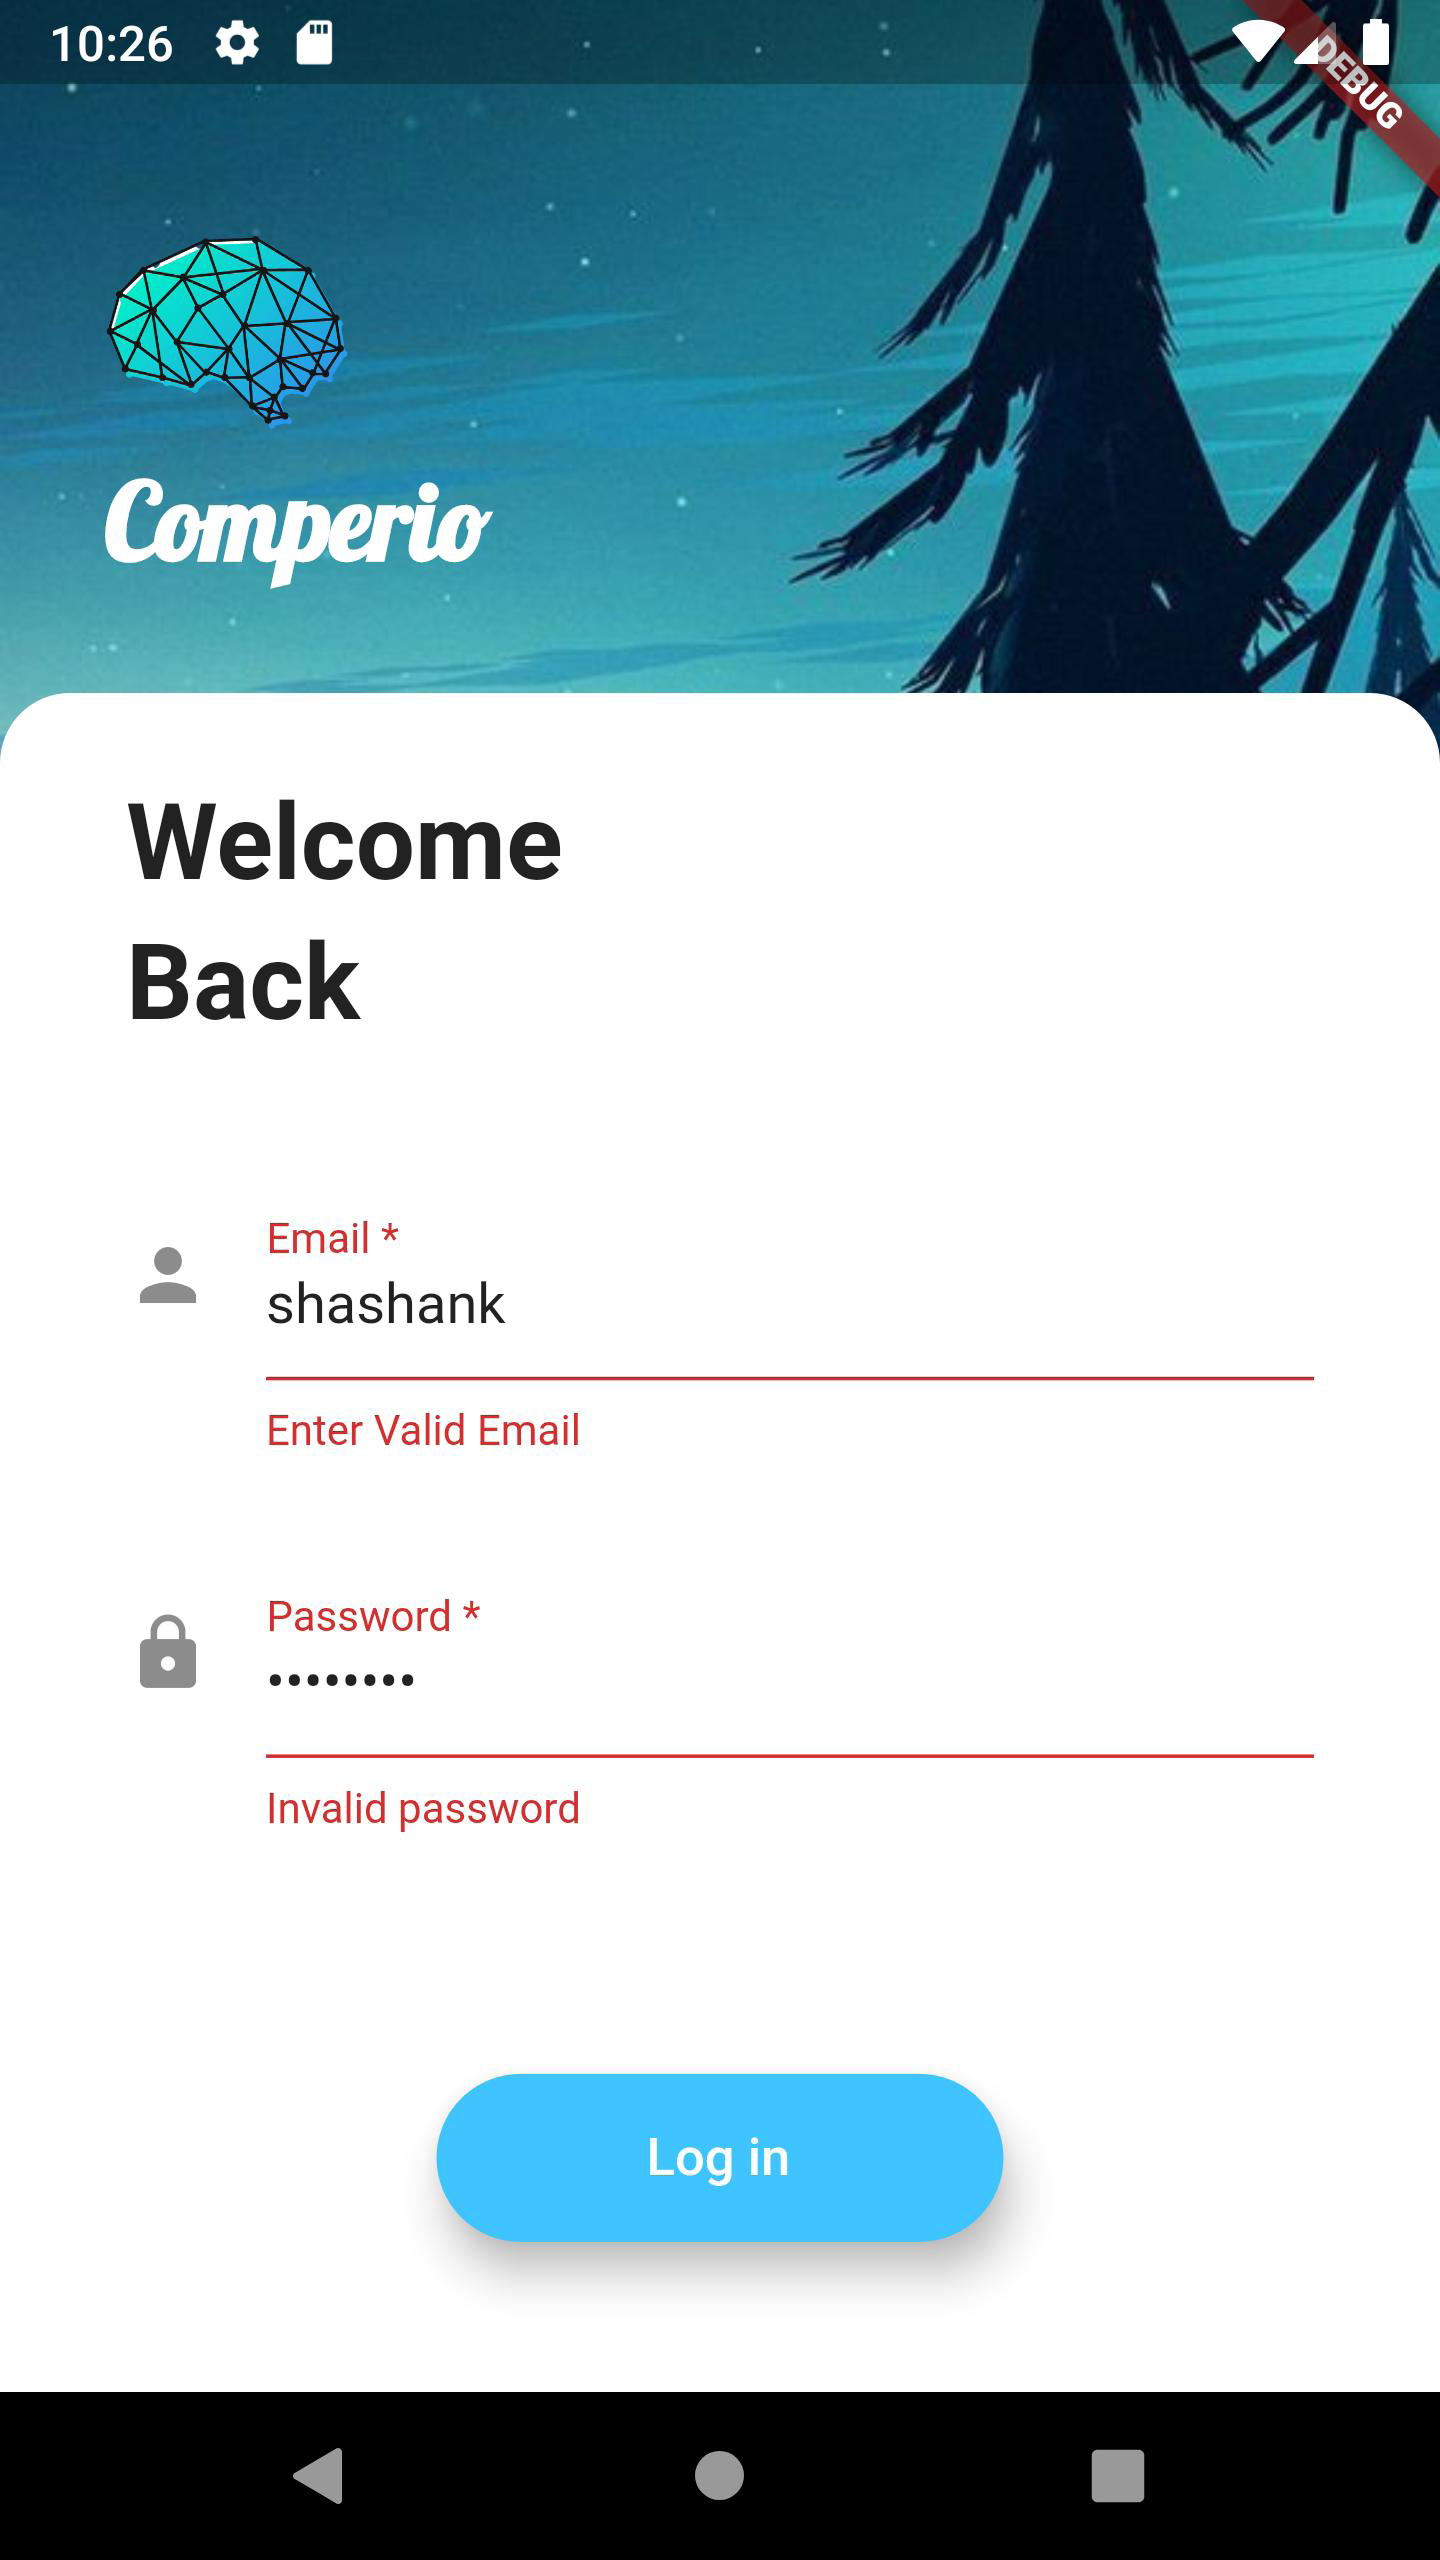 10:26
DEBUG
Comperio
Welcome
Back
Email *
shashank
Enter Valid Email
Password *
••••••••
Invalid password
Log in